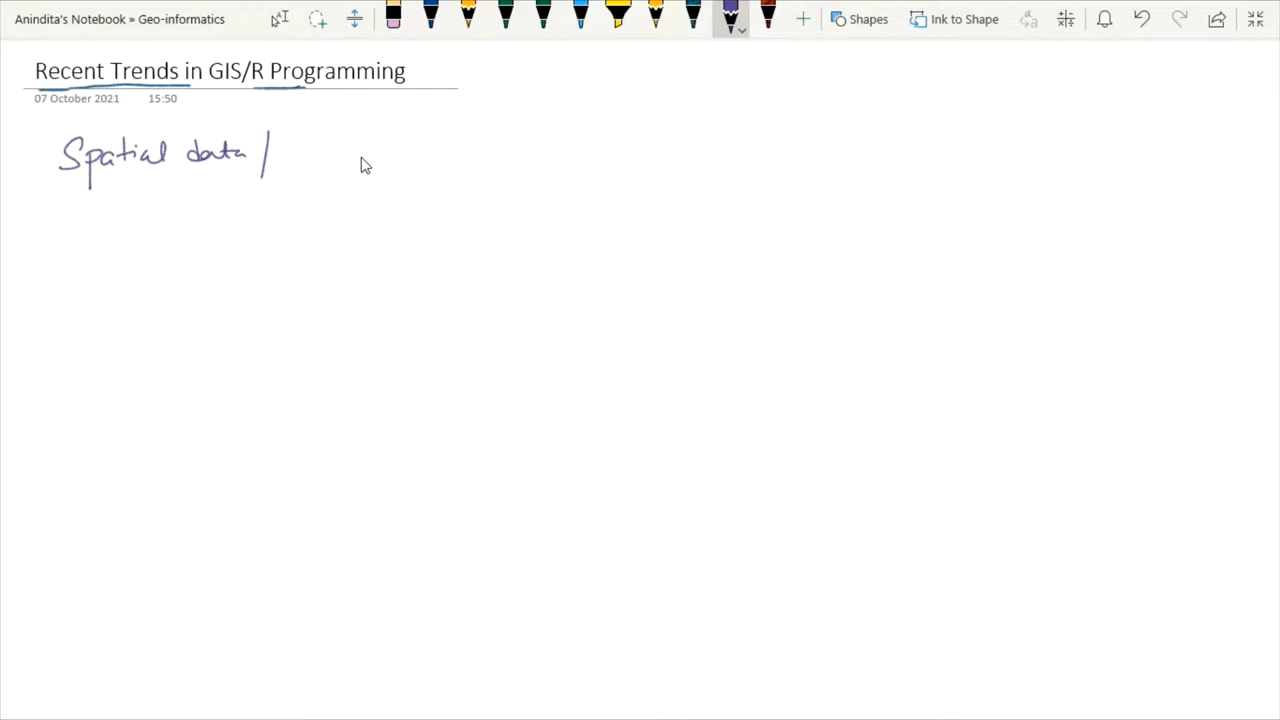 Anindita's Notebook » Geo-informatics
Shapes
Ink to Shape
Recent Trends in GIS/R Programming
07 October 2021 15:50
Spatial data /